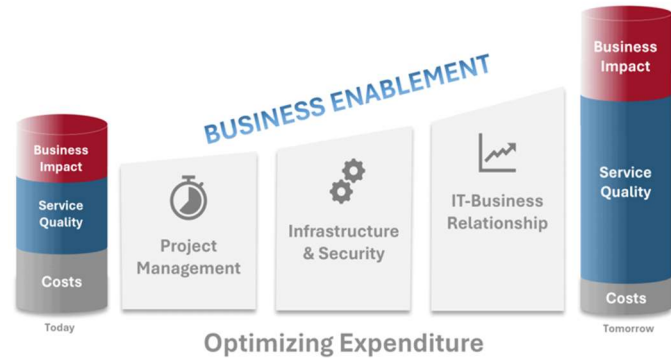 BUSINESS ENABLEMENT
Business
Impact
Service
Quality
Costs
Today
Project
Management
Infrastructure
& Security
IT-Business
Relationship
Business
Impact
Service
Quality
Costs
Tomorrow
Optimizing Expenditure